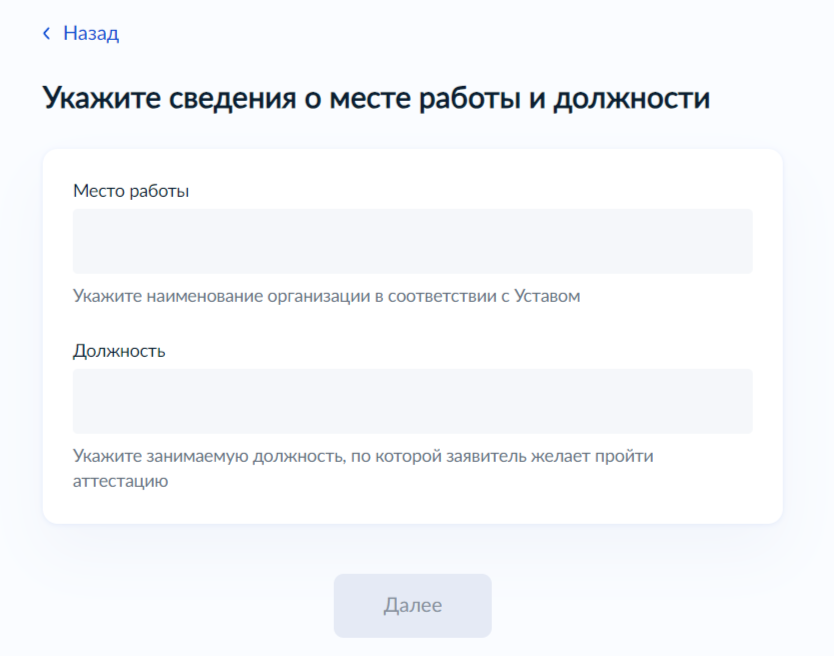 Назад
Укажите сведения о месте работы и должности
Место работы
Укажите наименование организации в соответствии с Уставом
Должность
Укажите занимаемую должность, по которой заявитель желает пройти
аттестацию
Далее